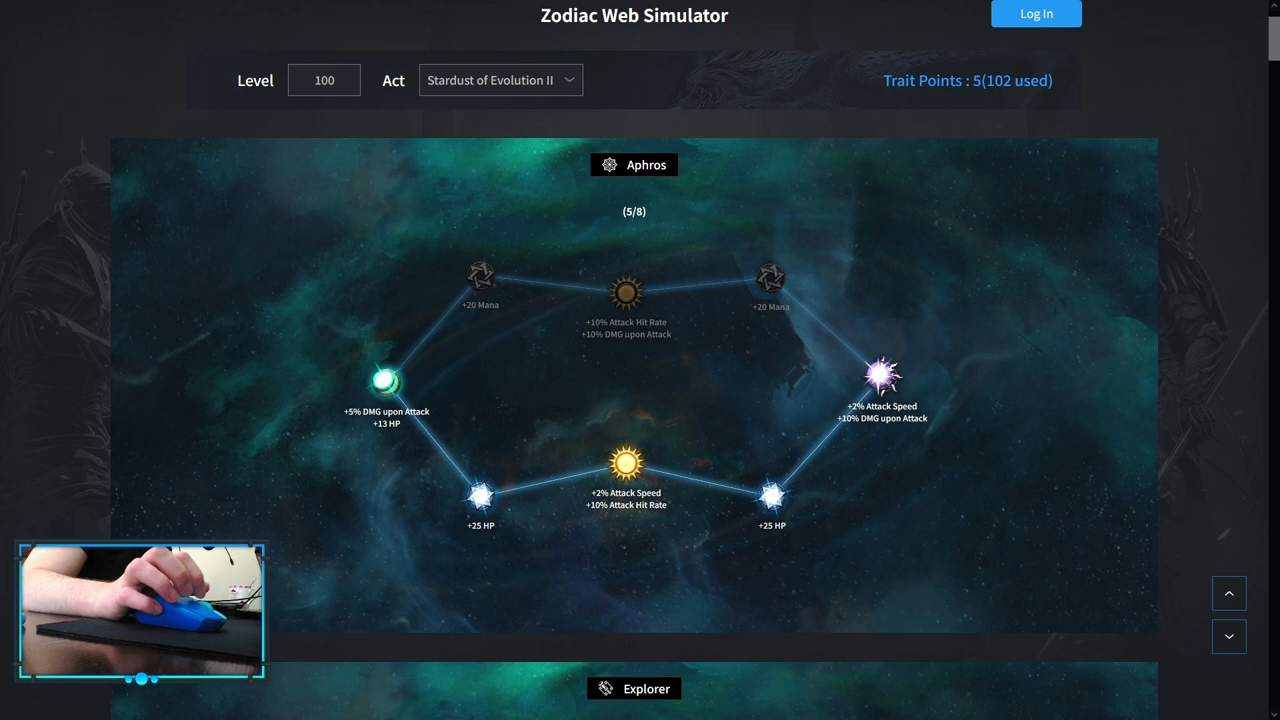 Zodiac Web Simulator
Log In
Level
100
Act
Stardust of Evolution II
Trait Points : 5(102 used)
Aphros
(5/8)
+20 Mana
+10% Attack Hit Rate
+10% DMG upon Attack
+20 Mana
+5% DMG upon Attack
+13 HP
+2% Attack Speed
+10% DMG upon Attack
+25 HP
+2% Attack Speed
+10% Attack Hit Rate
+25 HP
Explorer